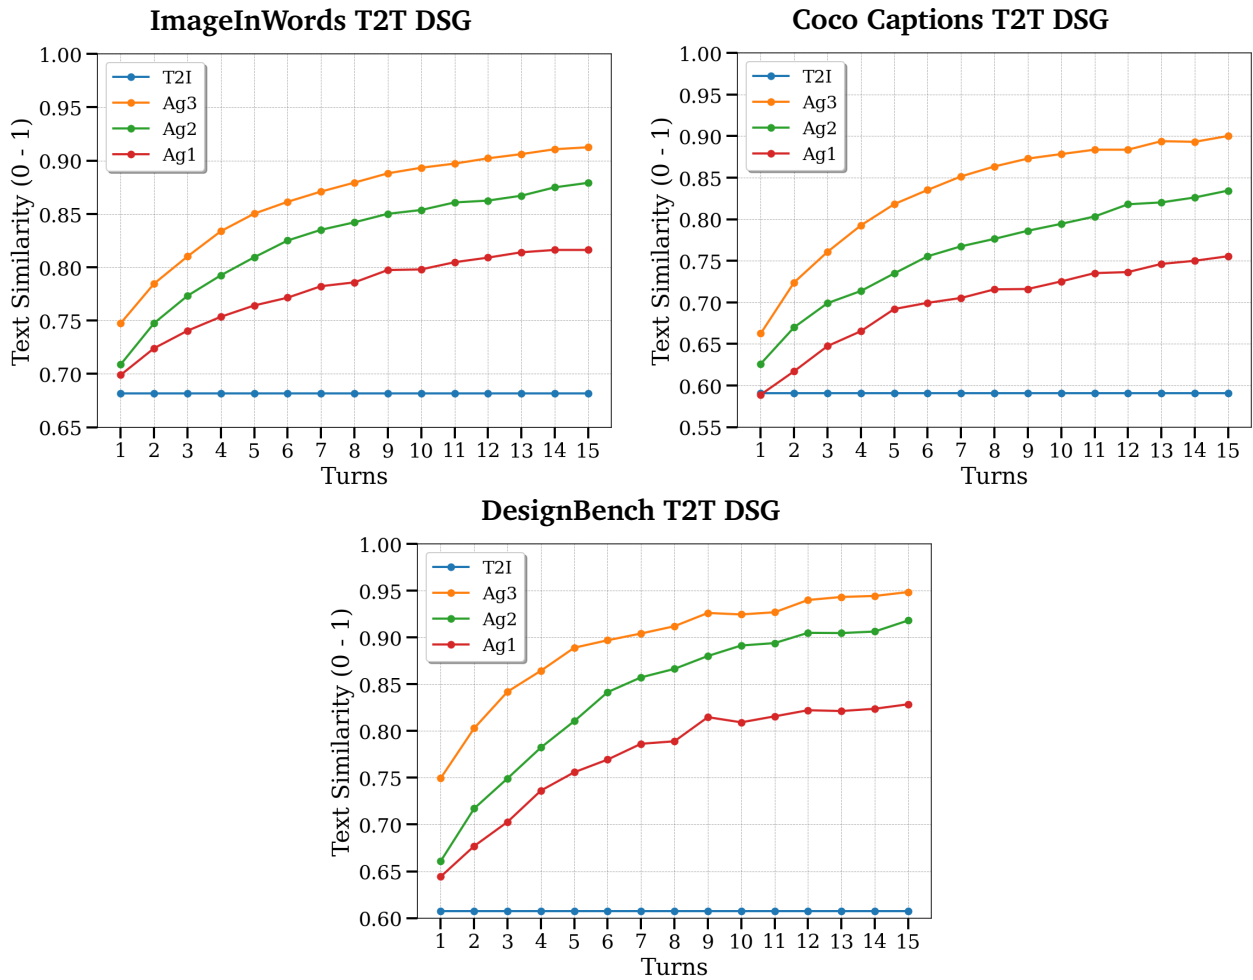 ImageInWords T2T DSG
Text Similarity (0 - 1)
1.00
0.95
0.90
0.85
0.80
0.75
0.70
0.65
T2I
Ag3
Ag2
Ag1
1 2 3 4 5 6 7 8 9 10 11 12 13 14 15
Turns
Coco Captions T2T DSG
Text Similarity (0 - 1)
1.00
0.95
0.90
0.85
0.80
0.75
0.70
0.65
0.60
0.55
T2I
Ag3
Ag2
Ag1
1 2 3 4 5 6 7 8 9 10 11 12 13 14 15
Turns
DesignBench T2T DSG
Text Similarity (0 - 1)
1.00
0.95
0.90
0.85
0.80
0.75
0.70
0.65
0.60
T2I
Ag3
Ag2
Ag1
1 2 3 4 5 6 7 8 9 10 11 12 13 14 15
Turns